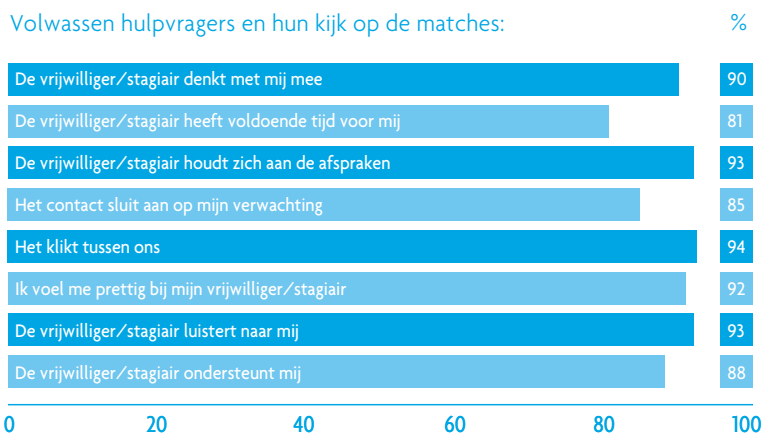 Volwassen hulpvragers en hun kijk op de matches: %
De vrijwilliger/stagiair denkt met mij mee 90
De vrijwilliger/stagiair heeft voldoende tijd voor mij 81
De vrijwilliger/stagiair houdt zich aan de afspraken 93
Het contact sluit aan op mijn verwachting 85
Het klikt tussen ons 94
Ik voel me prettig bij mijn vrijwilliger/stagiair 92
De vrijwilliger/stagiair luistert naar mij 93
De vrijwilliger/stagiair ondersteunt mij 88
0 20 40 60 80 100